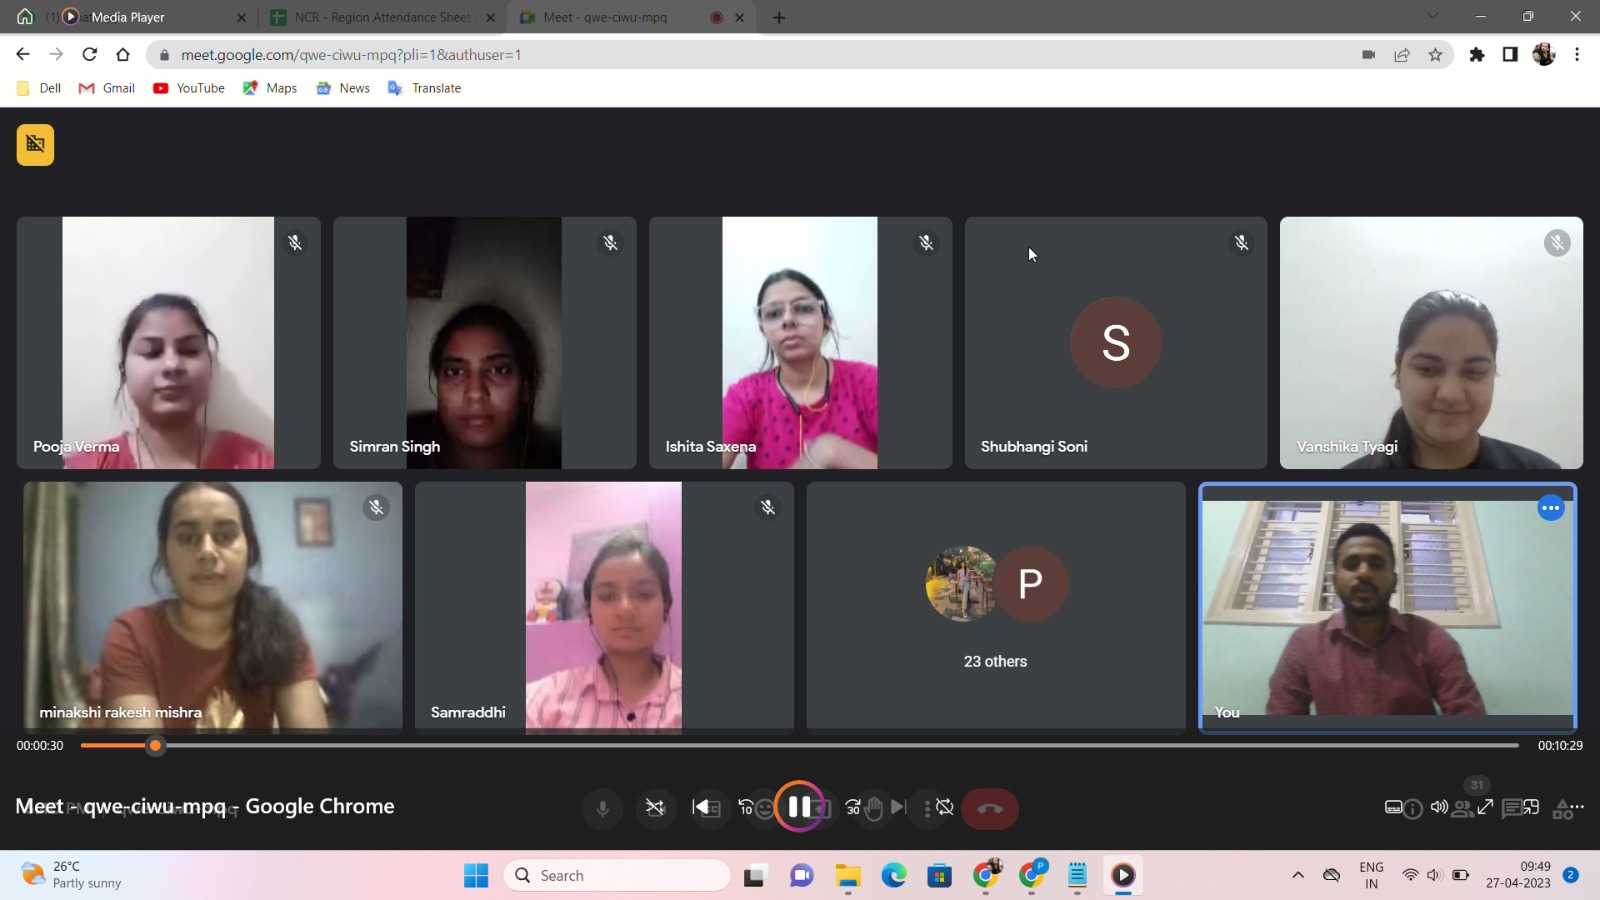 Media Player
NCR - Region Attendance Sheet
Meet - qwe-ciwu-mpq
meet.google.com/qwe-ciwu-mpq?pli=1&authuser=1
Dell
Gmail
YouTube
Maps
News
Translate
Pooja Verma
Simran Singh
Ishita Saxena
S
Shubhangi Soni
Vanshika Tyagi
minakshi rakesh mishra
Samraddhi
P
23 others
You
00:00:30
00:10:29
Meet - qwe-ciwu-mpq - Google Chrome
10
30
31
26°C
Partly sunny
Search
P
ENG
IN
09:49
27-04-2023
2